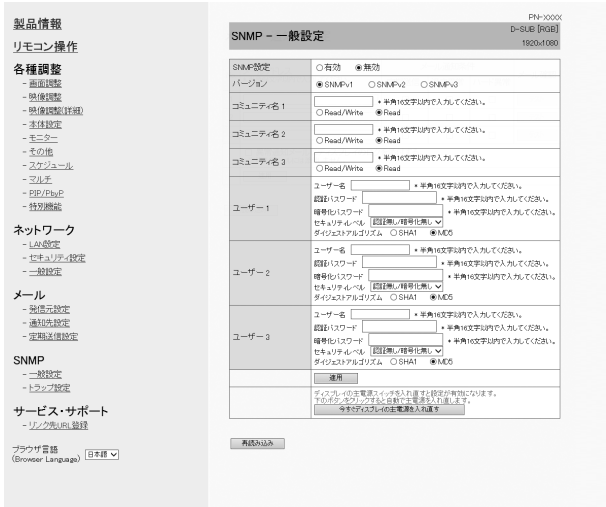 製品情報
リモコン操作
各種調整
- 画面調整
- 映像調整
- 映像調整(詳細)
- 本体設定
- モニター
- その他
- スケジュール
- マルチ
- PIP/PbyP
- 特別機能
ネットワーク
- LAN設定
- セキュリティ設定
- 一般設定
メール
- 発信元設定
- 通知先設定
- 定期送信設定
SNMP
- 一般設定
- トラップ設定
サービス・サポート
- リンク先URL登録
ブラウザ言語
(Browser Language) 日本語
PN-xxxx
SNMP - 一般設定
D-SUB [RGB]
1920x1080
SNMP設定 有効 無効
バージョン SNMPv1 SNMPv2 SNMPv3
コミュニティ名 1
* 半角16文字以内で入力してください。
Read/Write Read
コミュニティ名 2
* 半角16文字以内で入力してください。
Read/Write Read
コミュニティ名 3
* 半角16文字以内で入力してください。
Read/Write Read
ユーザー 1
ユーザー名 * 半角16文字以内で入力してください。
認証パスワード * 半角16文字以内で入力してください。
暗号化パスワード * 半角16文字以内で入力してください。
セキュリティレベル 認証無し/暗号化無し
ダイジェストアルゴリズム SHA1 MD5
ユーザー 2
ユーザー名 * 半角16文字以内で入力してください。
認証パスワード * 半角16文字以内で入力してください。
暗号化パスワード * 半角16文字以内で入力してください。
セキュリティレベル 認証無し/暗号化無し
ダイジェストアルゴリズム SHA1 MD5
ユーザー 3
ユーザー名 * 半角16文字以内で入力してください。
認証パスワード * 半角16文字以内で入力してください。
暗号化パスワード * 半角16文字以内で入力してください。
セキュリティレベル 認証無し/暗号化無し
ダイジェストアルゴリズム SHA1 MD5
適用
ディスプレイの主電源スイッチを入れ直すと設定が有効になります。
下のボタンをクリックすると自動で主電源を入れ直します。
今すぐディスプレイの主電源を入れ直す
再読み込み